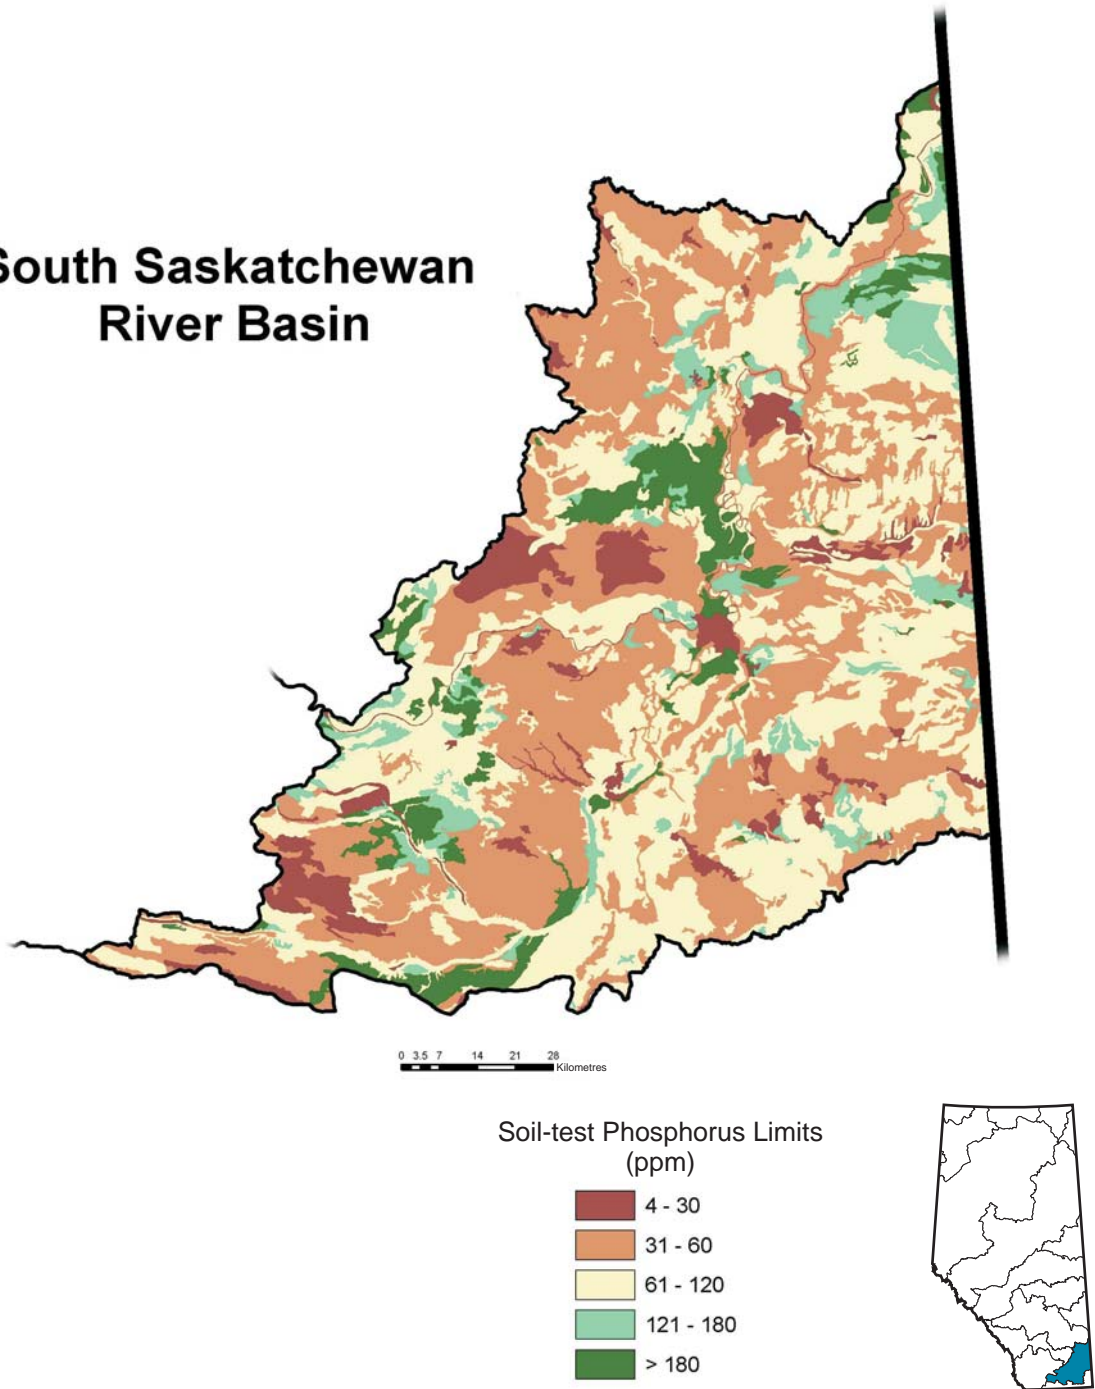 South Saskatchewan
River Basin
0 3.5 7 14 21 28
Kilometres
Soil-test Phosphorus Limits
(ppm)
4 - 30
31 - 60
61 - 120
121 - 180
> 180